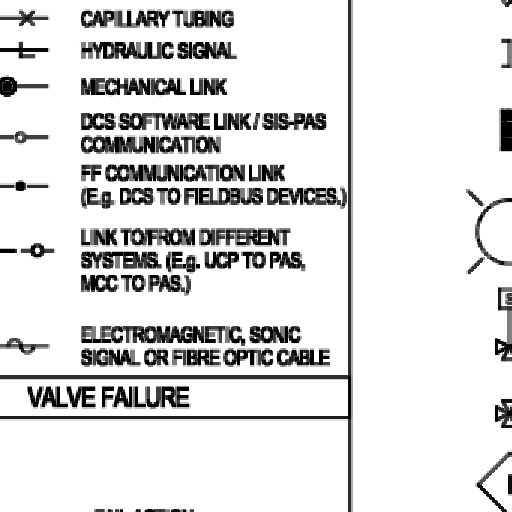 CAPILLARY TUBING
HYDRAULIC SIGNAL
MECHANICAL LINK
DCS SOFTWARE LINK / SIS-PAS
COMMUNICATION
FF COMMUNICATION LINK
(E.g. DCS TO FIELDBUS DEVICES.)
LINK TO/FROM DIFFERENT
SYSTEMS. (E.g. UCP TO PAS,
MCC TO PAS.)
ELECTROMAGNETIC, SONIC
SIGNAL OR FIBRE OPTIC CABLE
VALVE FAILURE